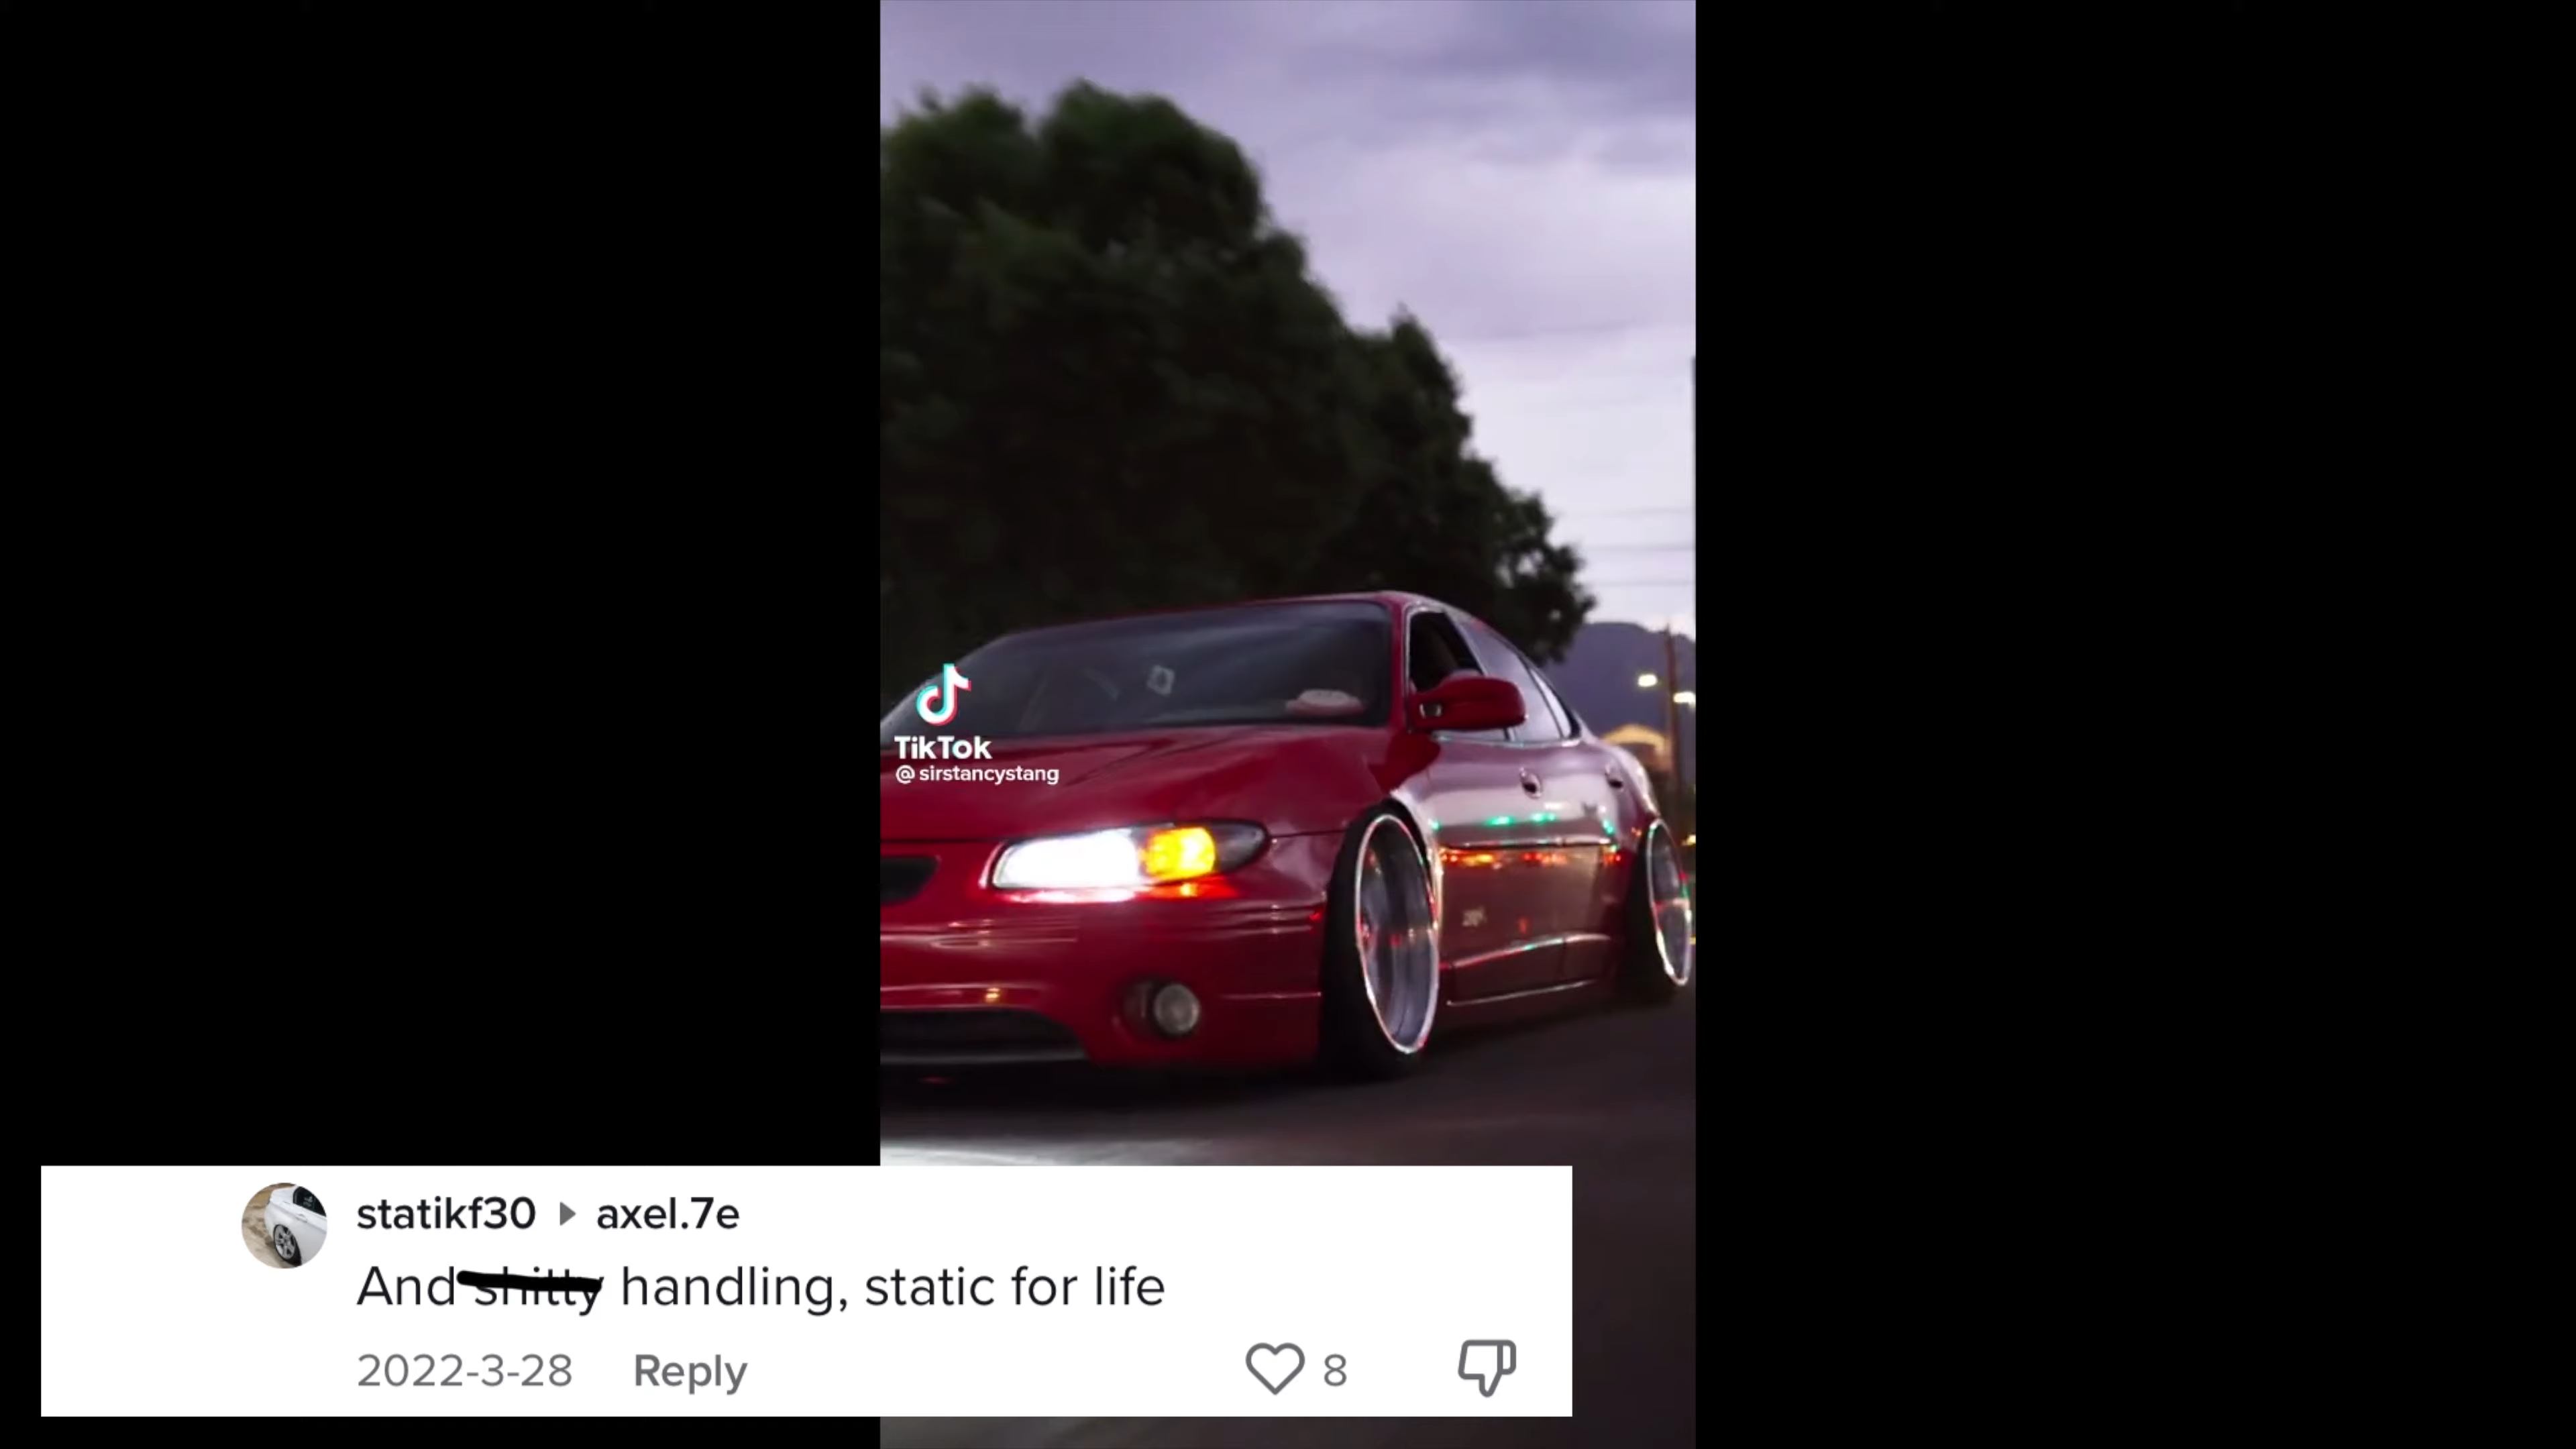 TikTok
@sirstancystang
statikf30 ▸ axel.7e
And shitty handling, static for life
2022-3-28 Reply 8